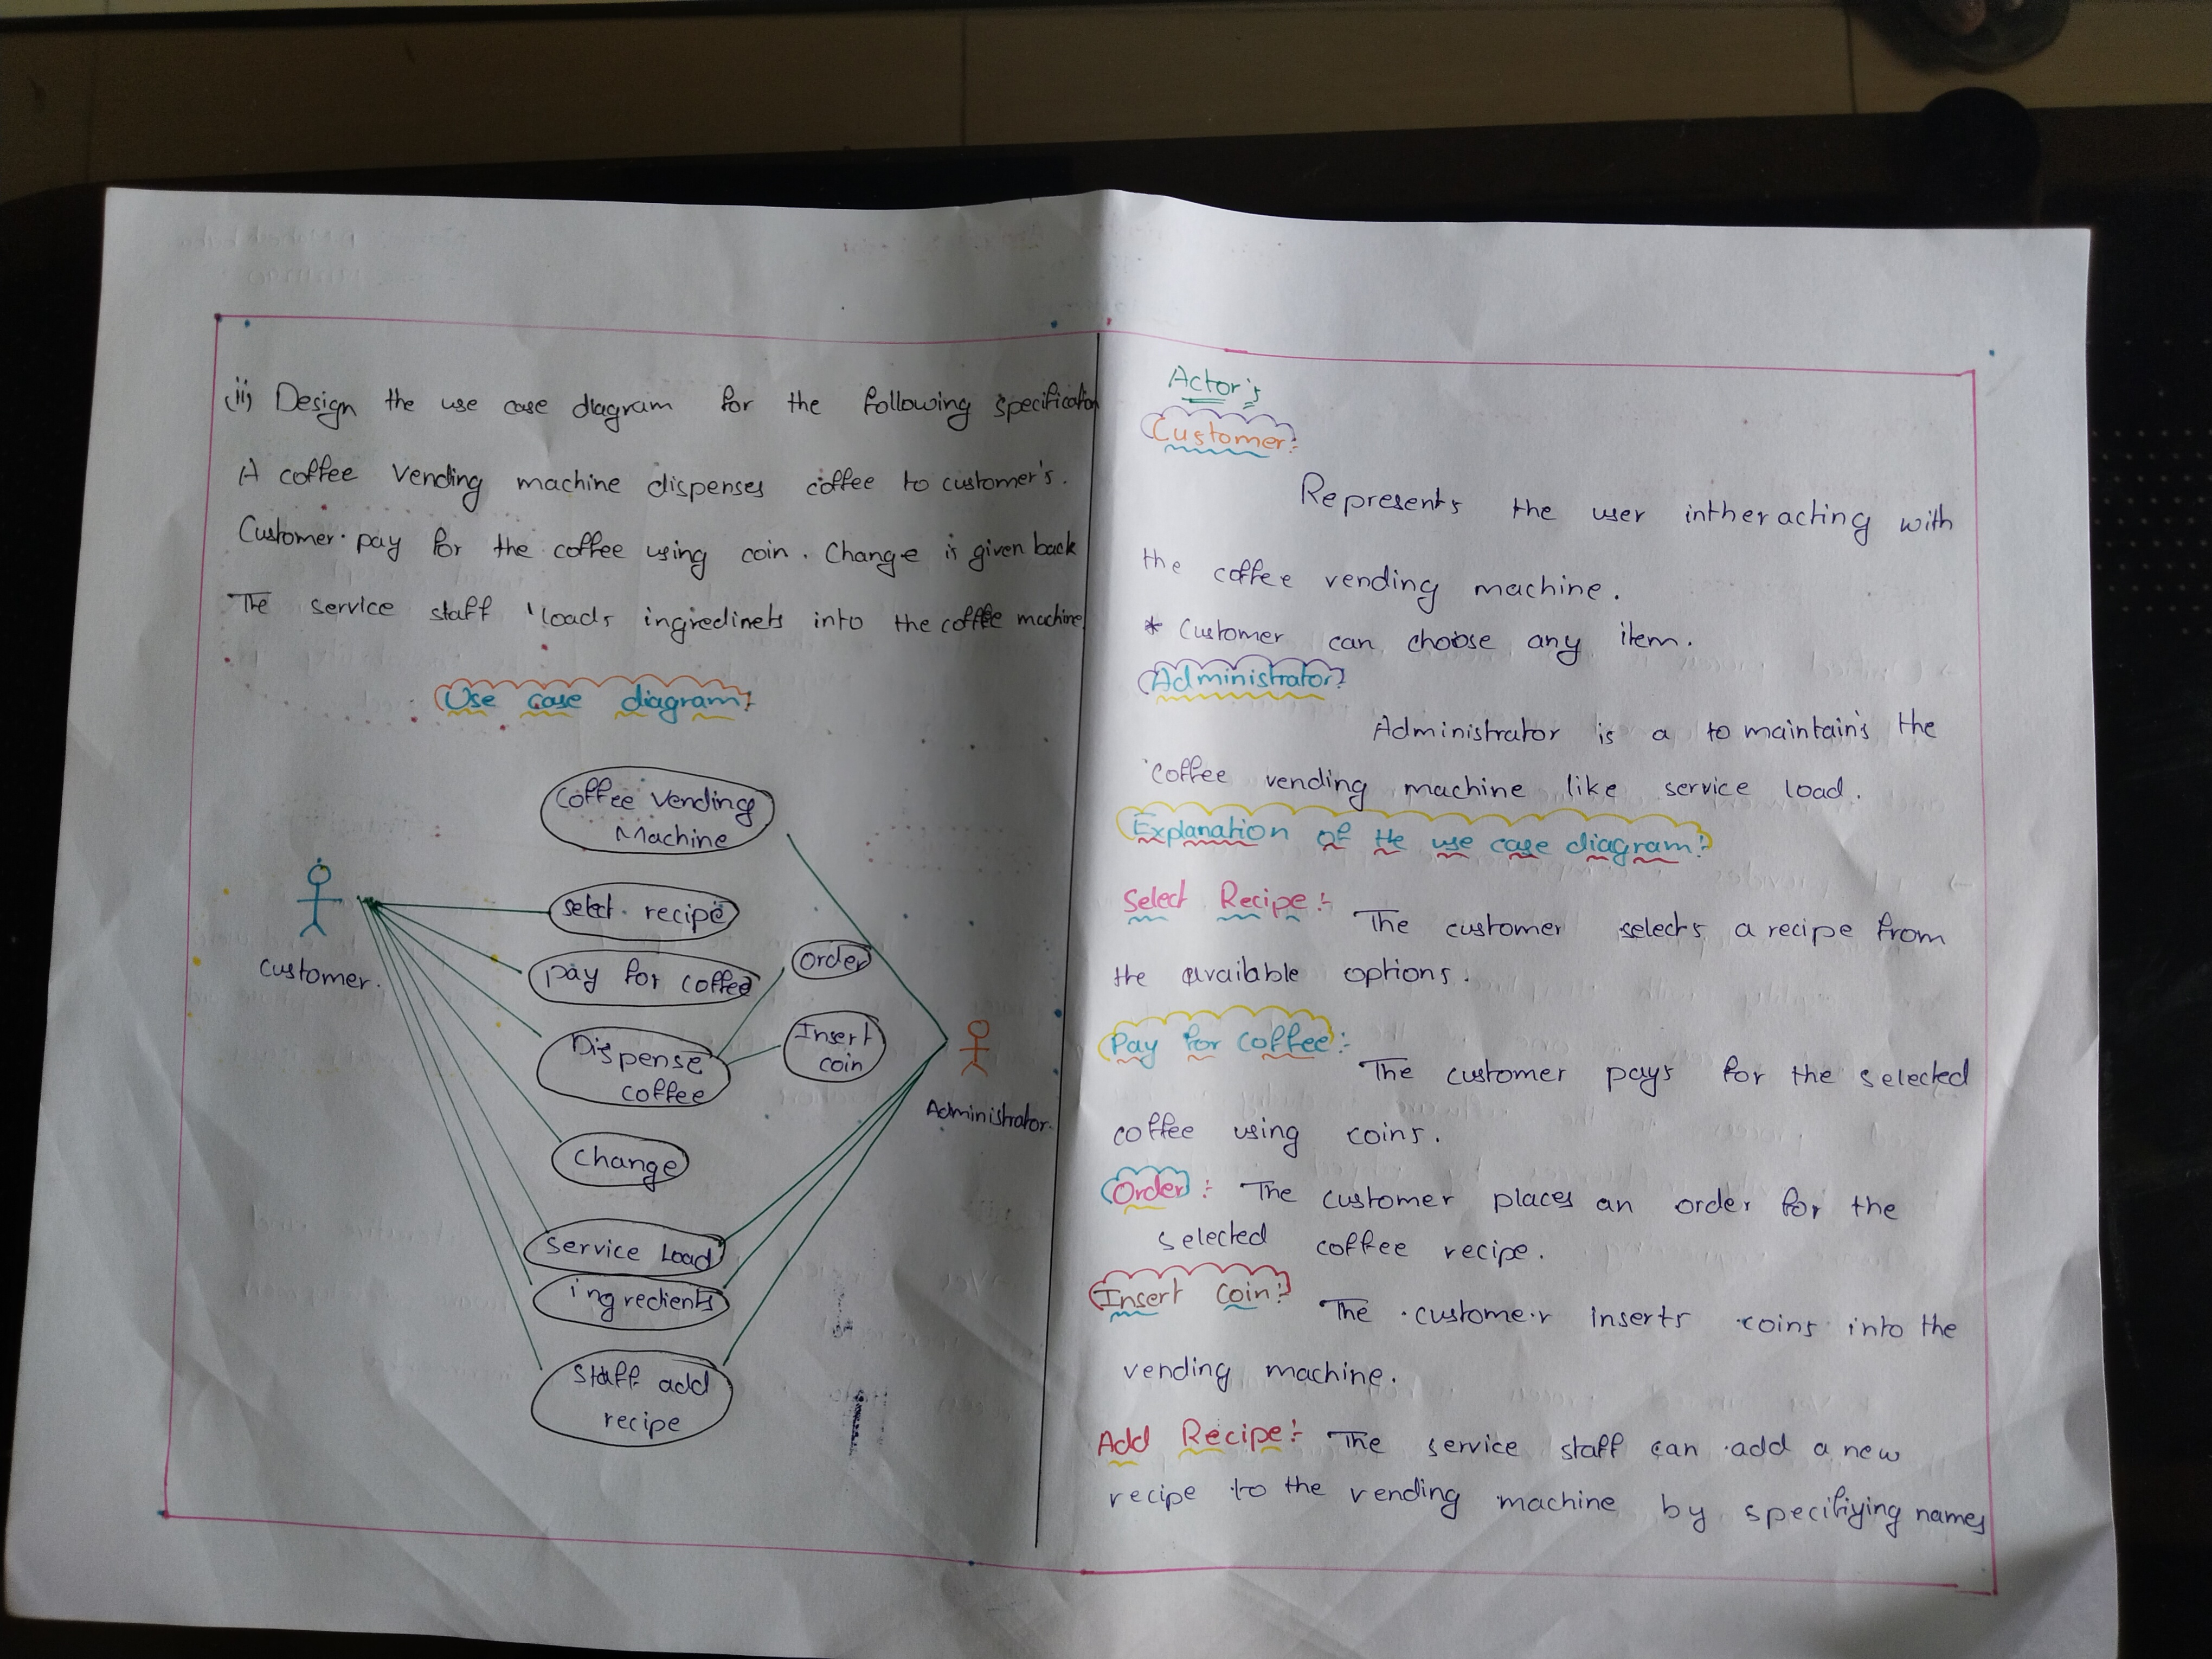 (ii) Design the use case diagram for the following specification
A coffee Vending machine dispenses coffee to customer's.
Customer pay for the coffee using coin. Change is given back
The service staff loads ingredinets into the coffee machine
Use case diagram:
Coffee Vending
Machine
select recipe
Order
pay for coffee
Customer.
Insert
coin
Dispense
coffee
Administrator.
Change
Service Load
ingredients
Staff add
recipe
Actor's
Customer:
Represents the user intheracting with
the coffee vending machine.
* Customer can choose any item.
Administrator:
Administrator is a to maintain's the
coffee vending machine like service load.
Explanation of the use case diagram:
Select Recipe:- The customer selects a recipe from
the available options.
Pay for coffee:-
The customer pays for the selected
coffee using coins.
Order:- The customer places an order for the
selected coffee recipe.
Insert Coin: The customer inserts coins into the
vending machine.
Add Recipe:- The service staff can add a new
recipe to the vending machine by specifiying names